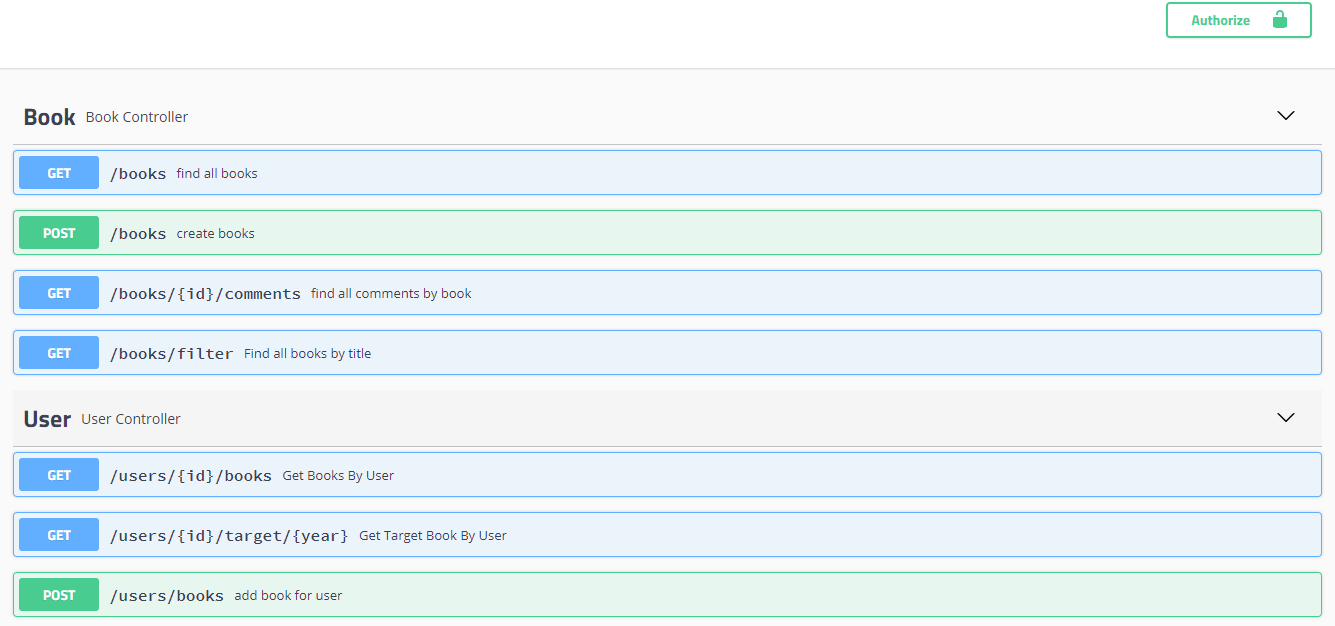 Authorize
Book Book Controller
GET /books find all books
POST /books create books
GET /books/{id}/comments find all comments by book
GET /books/filter Find all books by title
User User Controller
GET /users/{id}/books Get Books By User
GET /users/{id}/target/{year} Get Target Book By User
POST /users/books add book for user